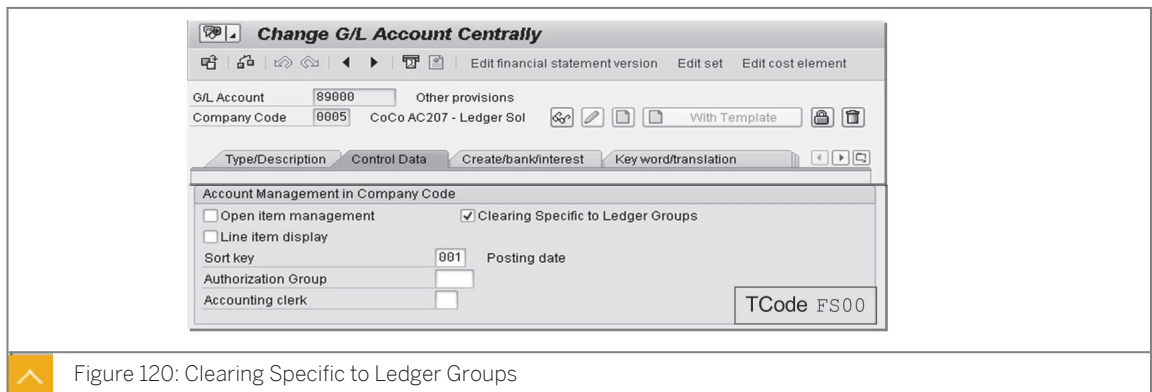 Change G/L Account Centrally
Edit financial statement version Edit set Edit cost element
G/L Account 89000 Other provisions
Company Code 0005 CoCo AC207 - Ledger Sol With Template
Type/Description Control Data Create/bank/interest Key word/translation
Account Management in Company Code
Open item management Clearing Specific to Ledger Groups
Line item display
Sort key 001 Posting date
Authorization Group
Accounting clerk
TCode FS00
Figure 120: Clearing Specific to Ledger Groups